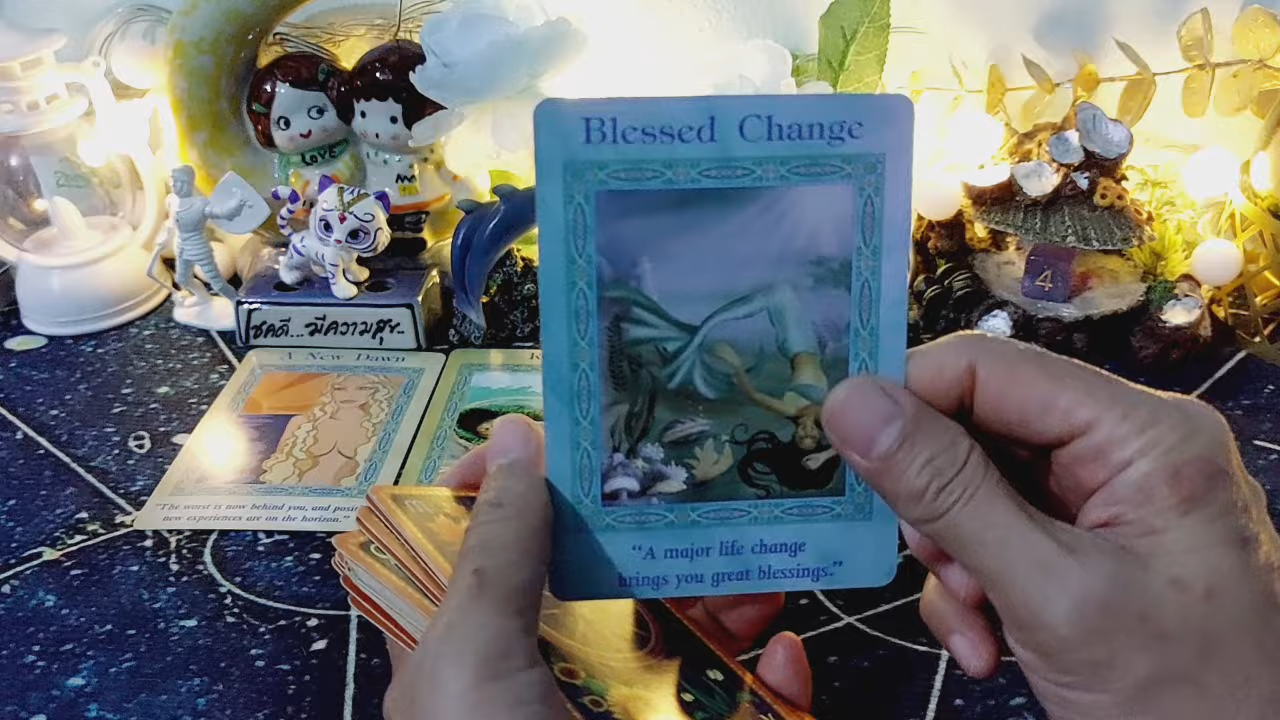 Blessed Change
LOVE
4
โชคดี...มีความสุข..
A New Dawn
"The worst is now behind you, and
new experiences are on the horizon."
"A major life change
brings you great blessings."